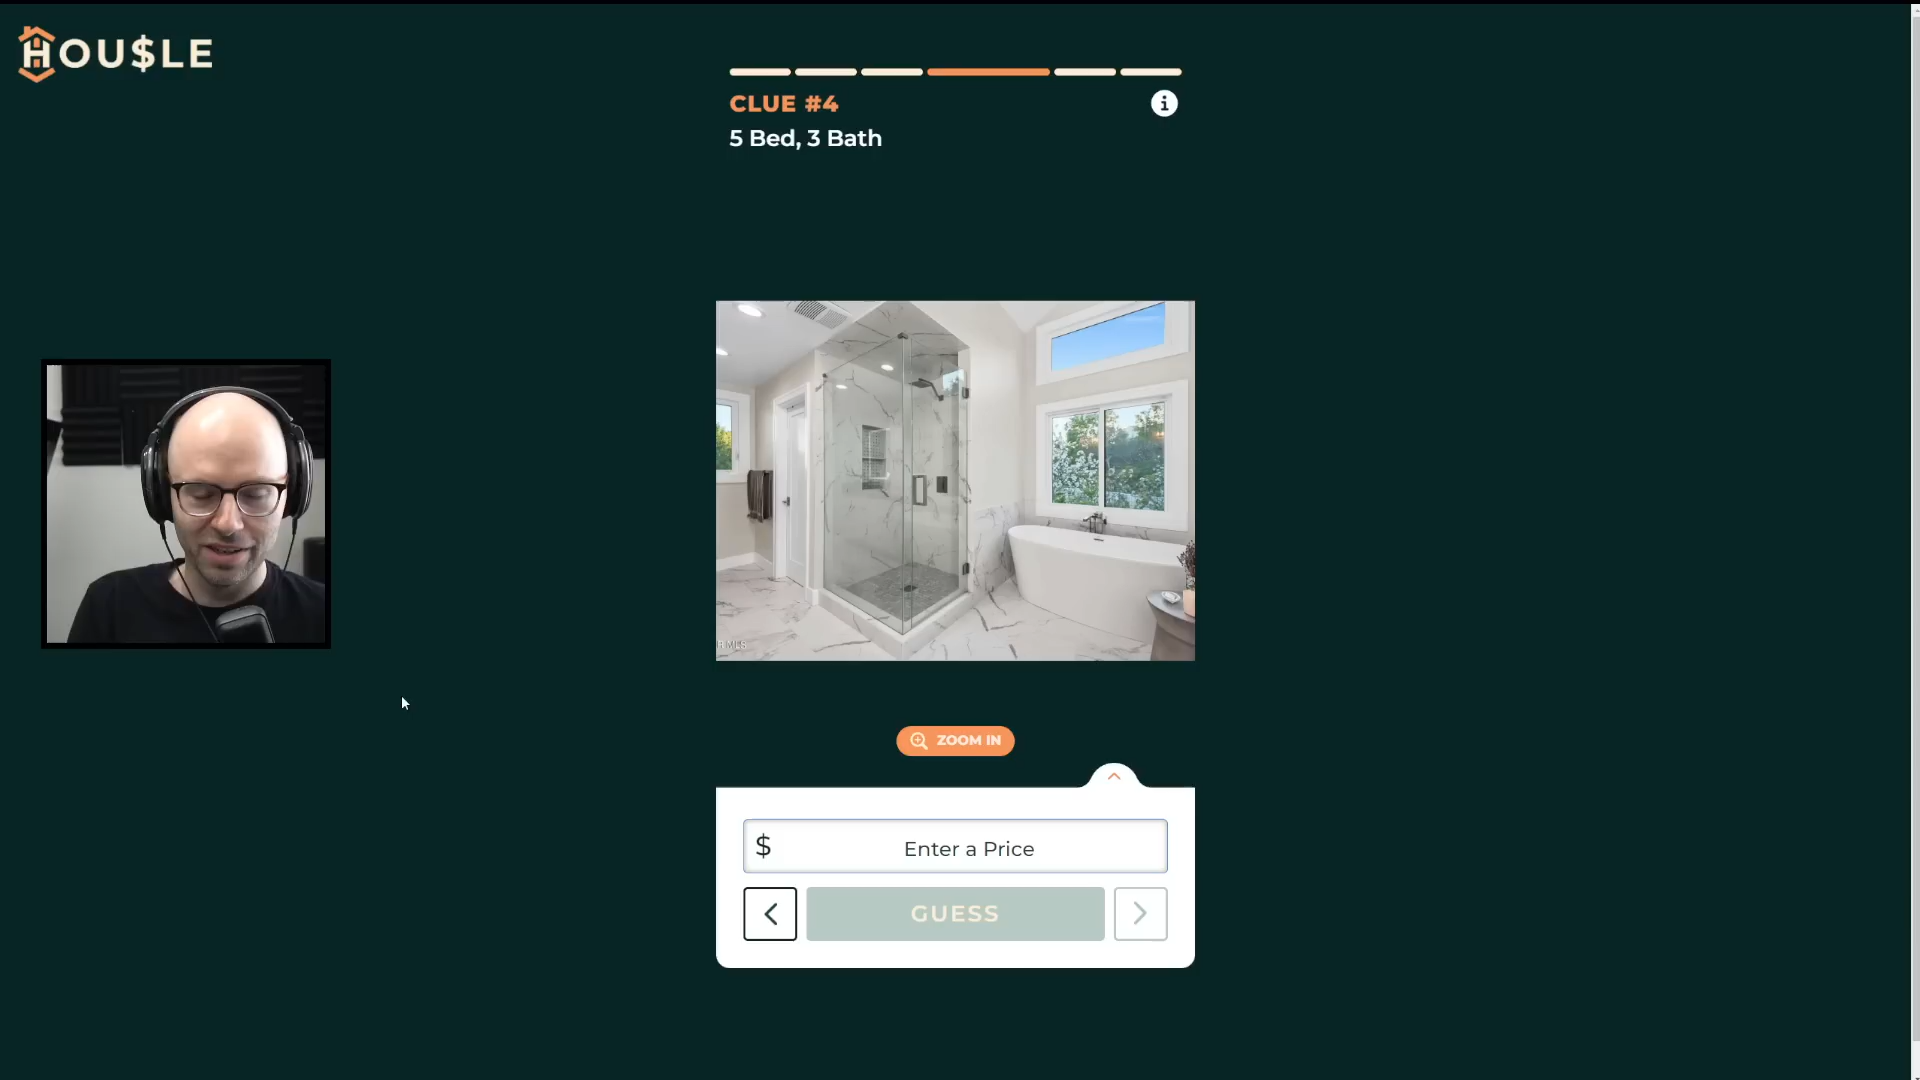 HOU$LE
CLUE #4
5 Bed, 3 Bath
ZOOM IN
$ Enter a Price
GUESS